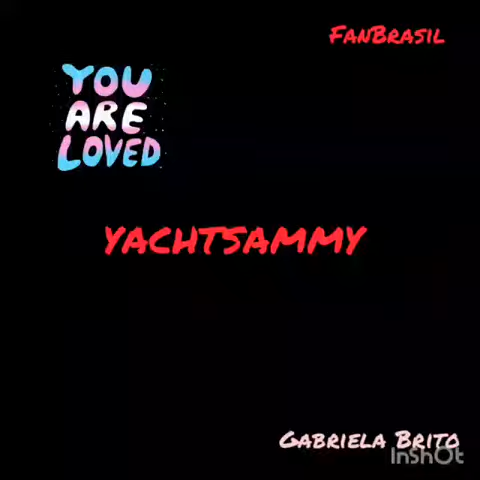 FanBrasil
YOU
ARE
LOVED
YACHTSAMMY
Gabriela Brito
InShOt